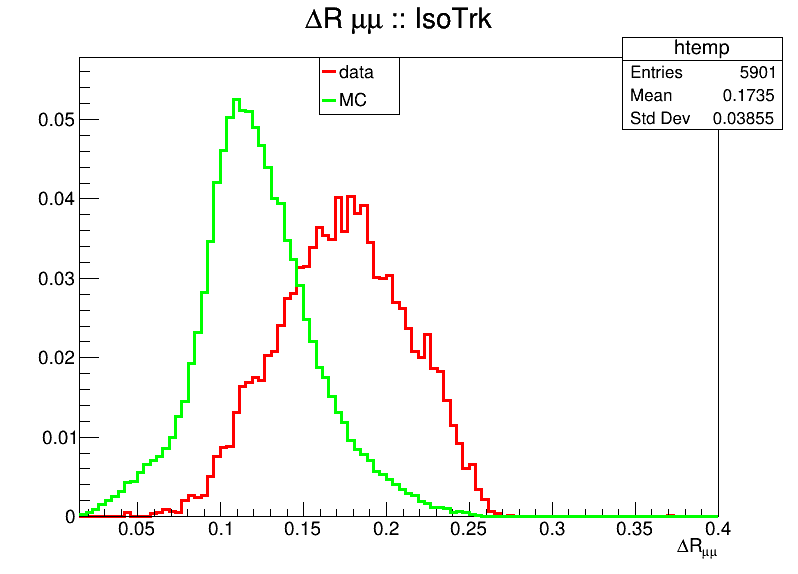 ΔR μμ :: IsoTrk
htemp
Entries 5901
Mean 0.1735
Std Dev 0.03855
data
MC
0.05
0.04
0.03
0.02
0.01
0
0.05 0.1 0.15 0.2 0.25 0.3 0.35 0.4
ΔRμμ